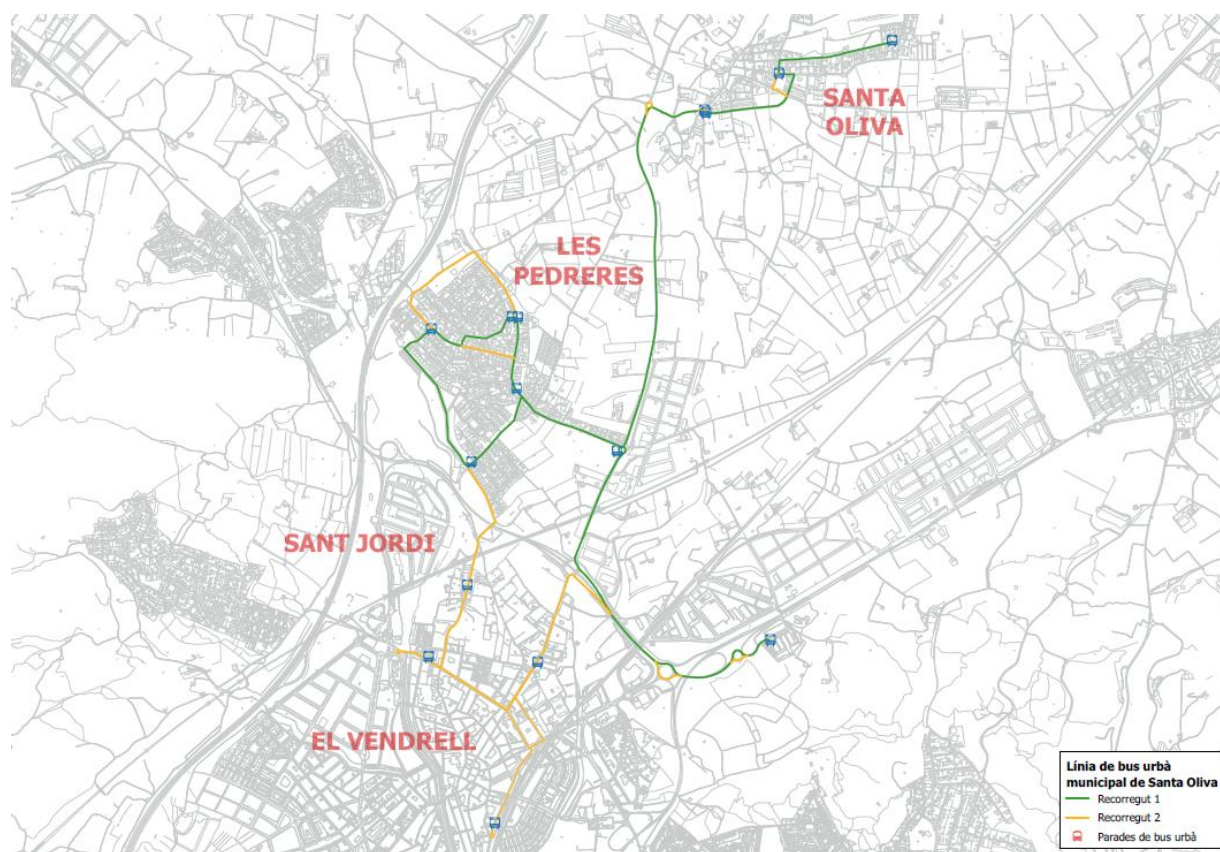 SANTA
OLIVA
LES
PEDRERES
SANT JORDI
EL VENDRELL
Línia de bus urbà
municipal de Santa Oliva
Recorregut 1
Recorregut 2
Parades de bus urbà